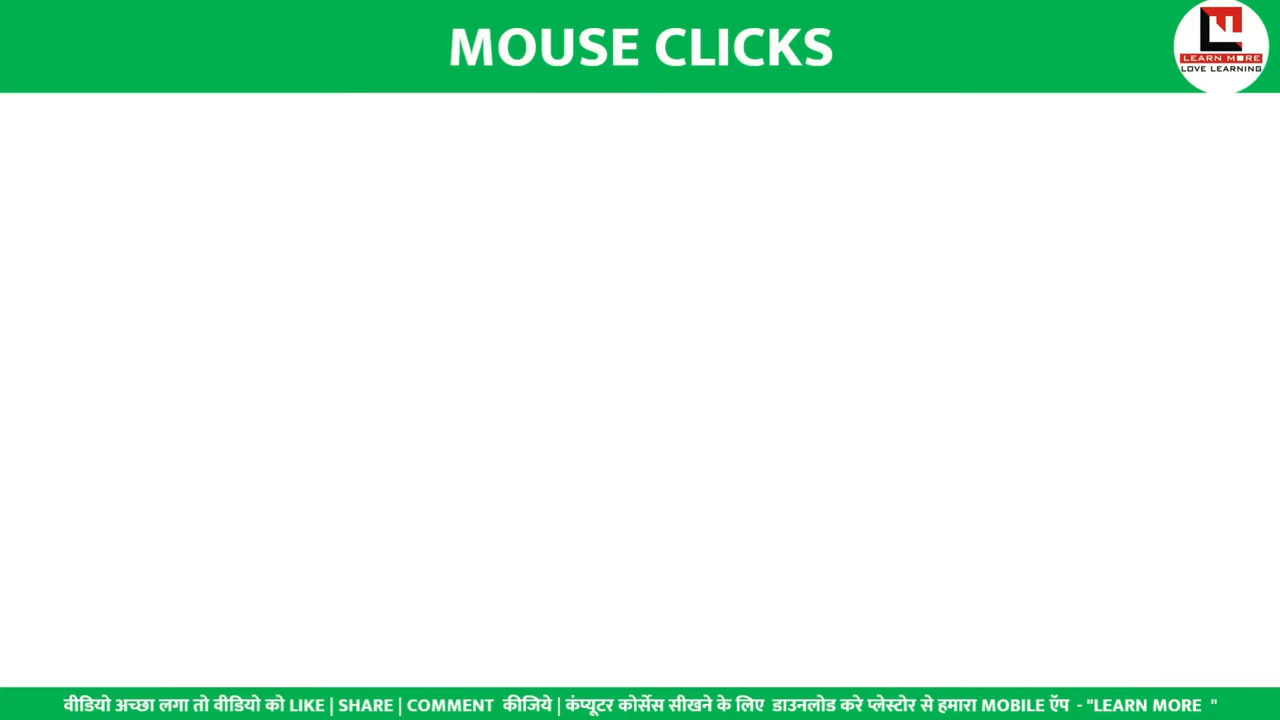 MOUSE CLICKS
LEARN MORE
LOVE LEARNING
वीडियो अच्छा लगा तो वीडियो को LIKE | SHARE | COMMENT कीजिये | कंप्यूटर कोर्सेस सीखने के लिए डाउनलोड करे प्लेस्टोर से हमारा MOBILE ऍप - "LEARN MORE "